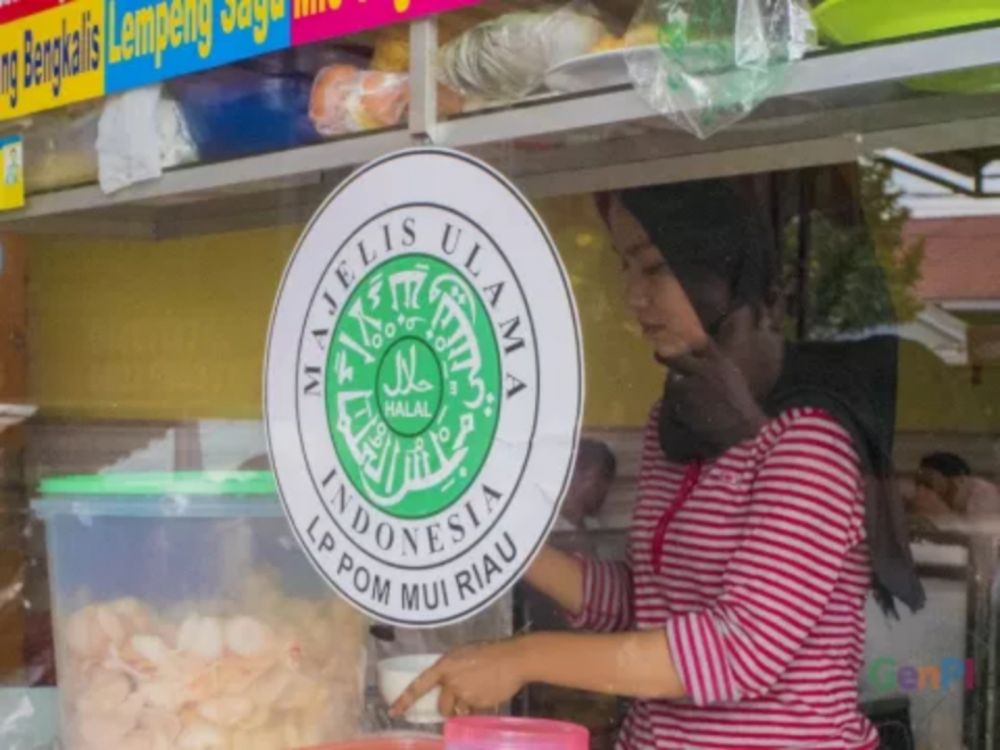 ng Bengkalis
Lempeng Sagu
MAJELIS ULAMA
حلال
HALAL
INDONESIA
LP POM MUI RIAU
GenPI